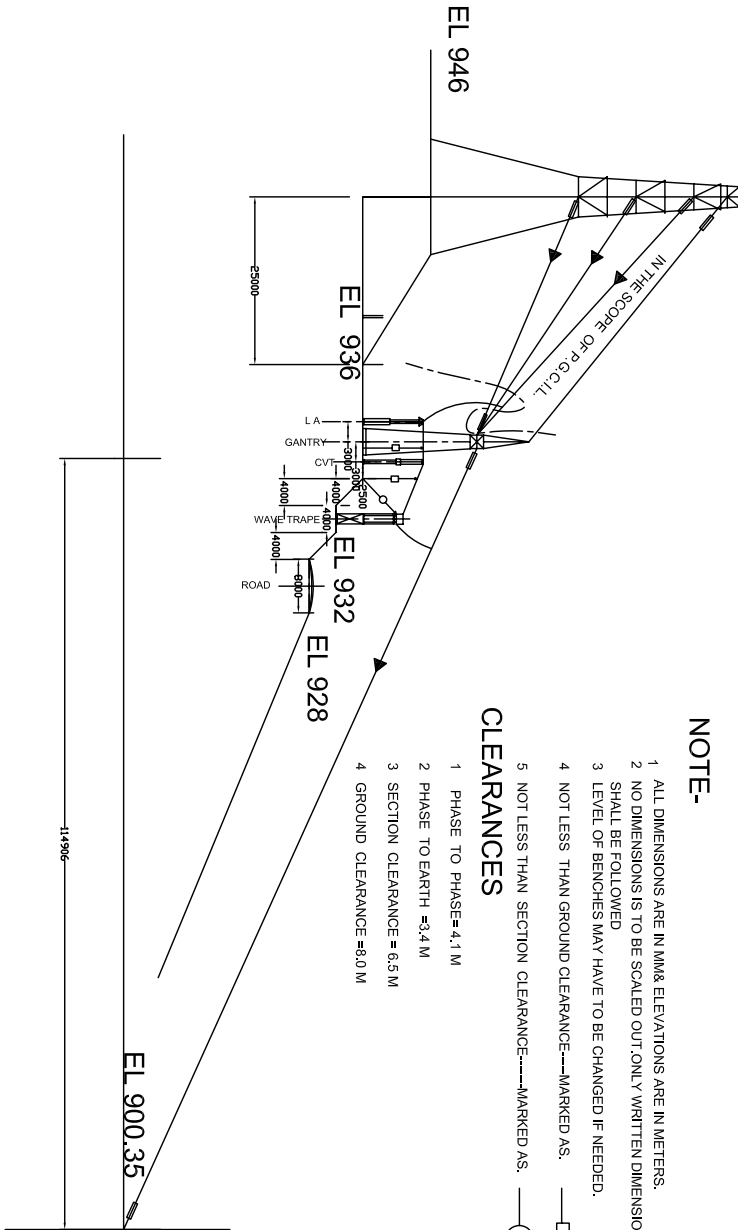 EL 946
IN THE SCOPE OF P.G.C.I.L.
25000
EL 936
L A
GANTRY
CVT
WAVE TRAPE
ROAD
3000
3000
2500
4000
4000
4000
4000
8000
EL 932
EL 928
114906
EL 900.35
NOTE-
1 ALL DIMENSIONS ARE IN MM& ELEVATIONS ARE IN METERS.
2 NO DIMENSIONS IS TO BE SCALED OUT.ONLY WRITTEN DIMENSIO
SHALL BE FOLLOWED
3 LEVEL OF BENCHES MAY HAVE TO BE CHANGED IF NEEDED.
4 NOT LESS THAN GROUND CLEARANCE----MARKED AS.
5 NOT LESS THAN SECTION CLEARANCE------MARKED AS.
CLEARANCES
1 PHASE TO PHASE= 4.1 M
2 PHASE TO EARTH =3.4 M
3 SECTION CLEARANCE = 6.5 M
4 GROUND CLEARANCE =8.0 M